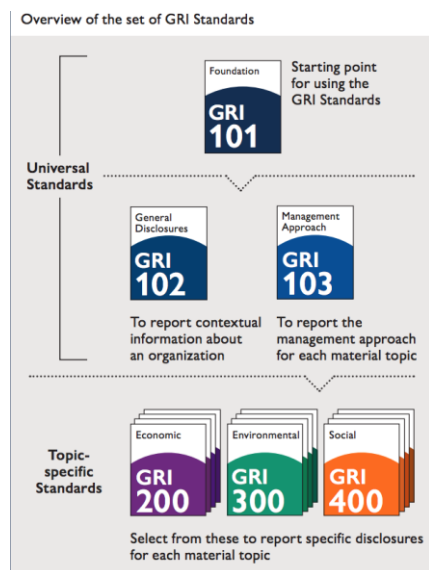 Overview of the set of GRI Standards
Foundation
GRI
101
Starting point
for using the
GRI Standards
Universal
Standards
General
Disclosures
GRI
102
Management
Approach
GRI
103
To report contextual
information about
an organization
To report the
management approach
for each material topic
Topic-
specific
Standards
Economic
GRI
200
Environmental
GRI
300
Social
GRI
400
Select from these to report specific disclosures
for each material topic